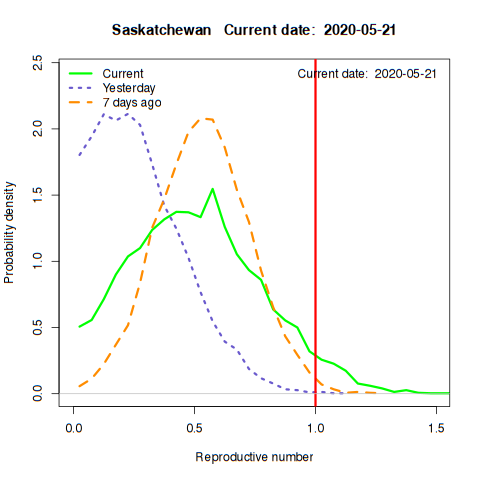 Saskatchewan   Current date:  2020-05-21
Current date:  2020-05-21
Current
Yesterday
7 days ago
Probability density
2.5
2.0
1.5
1.0
0.5
0.0
0.0 0.5 1.0 1.5
Reproductive number